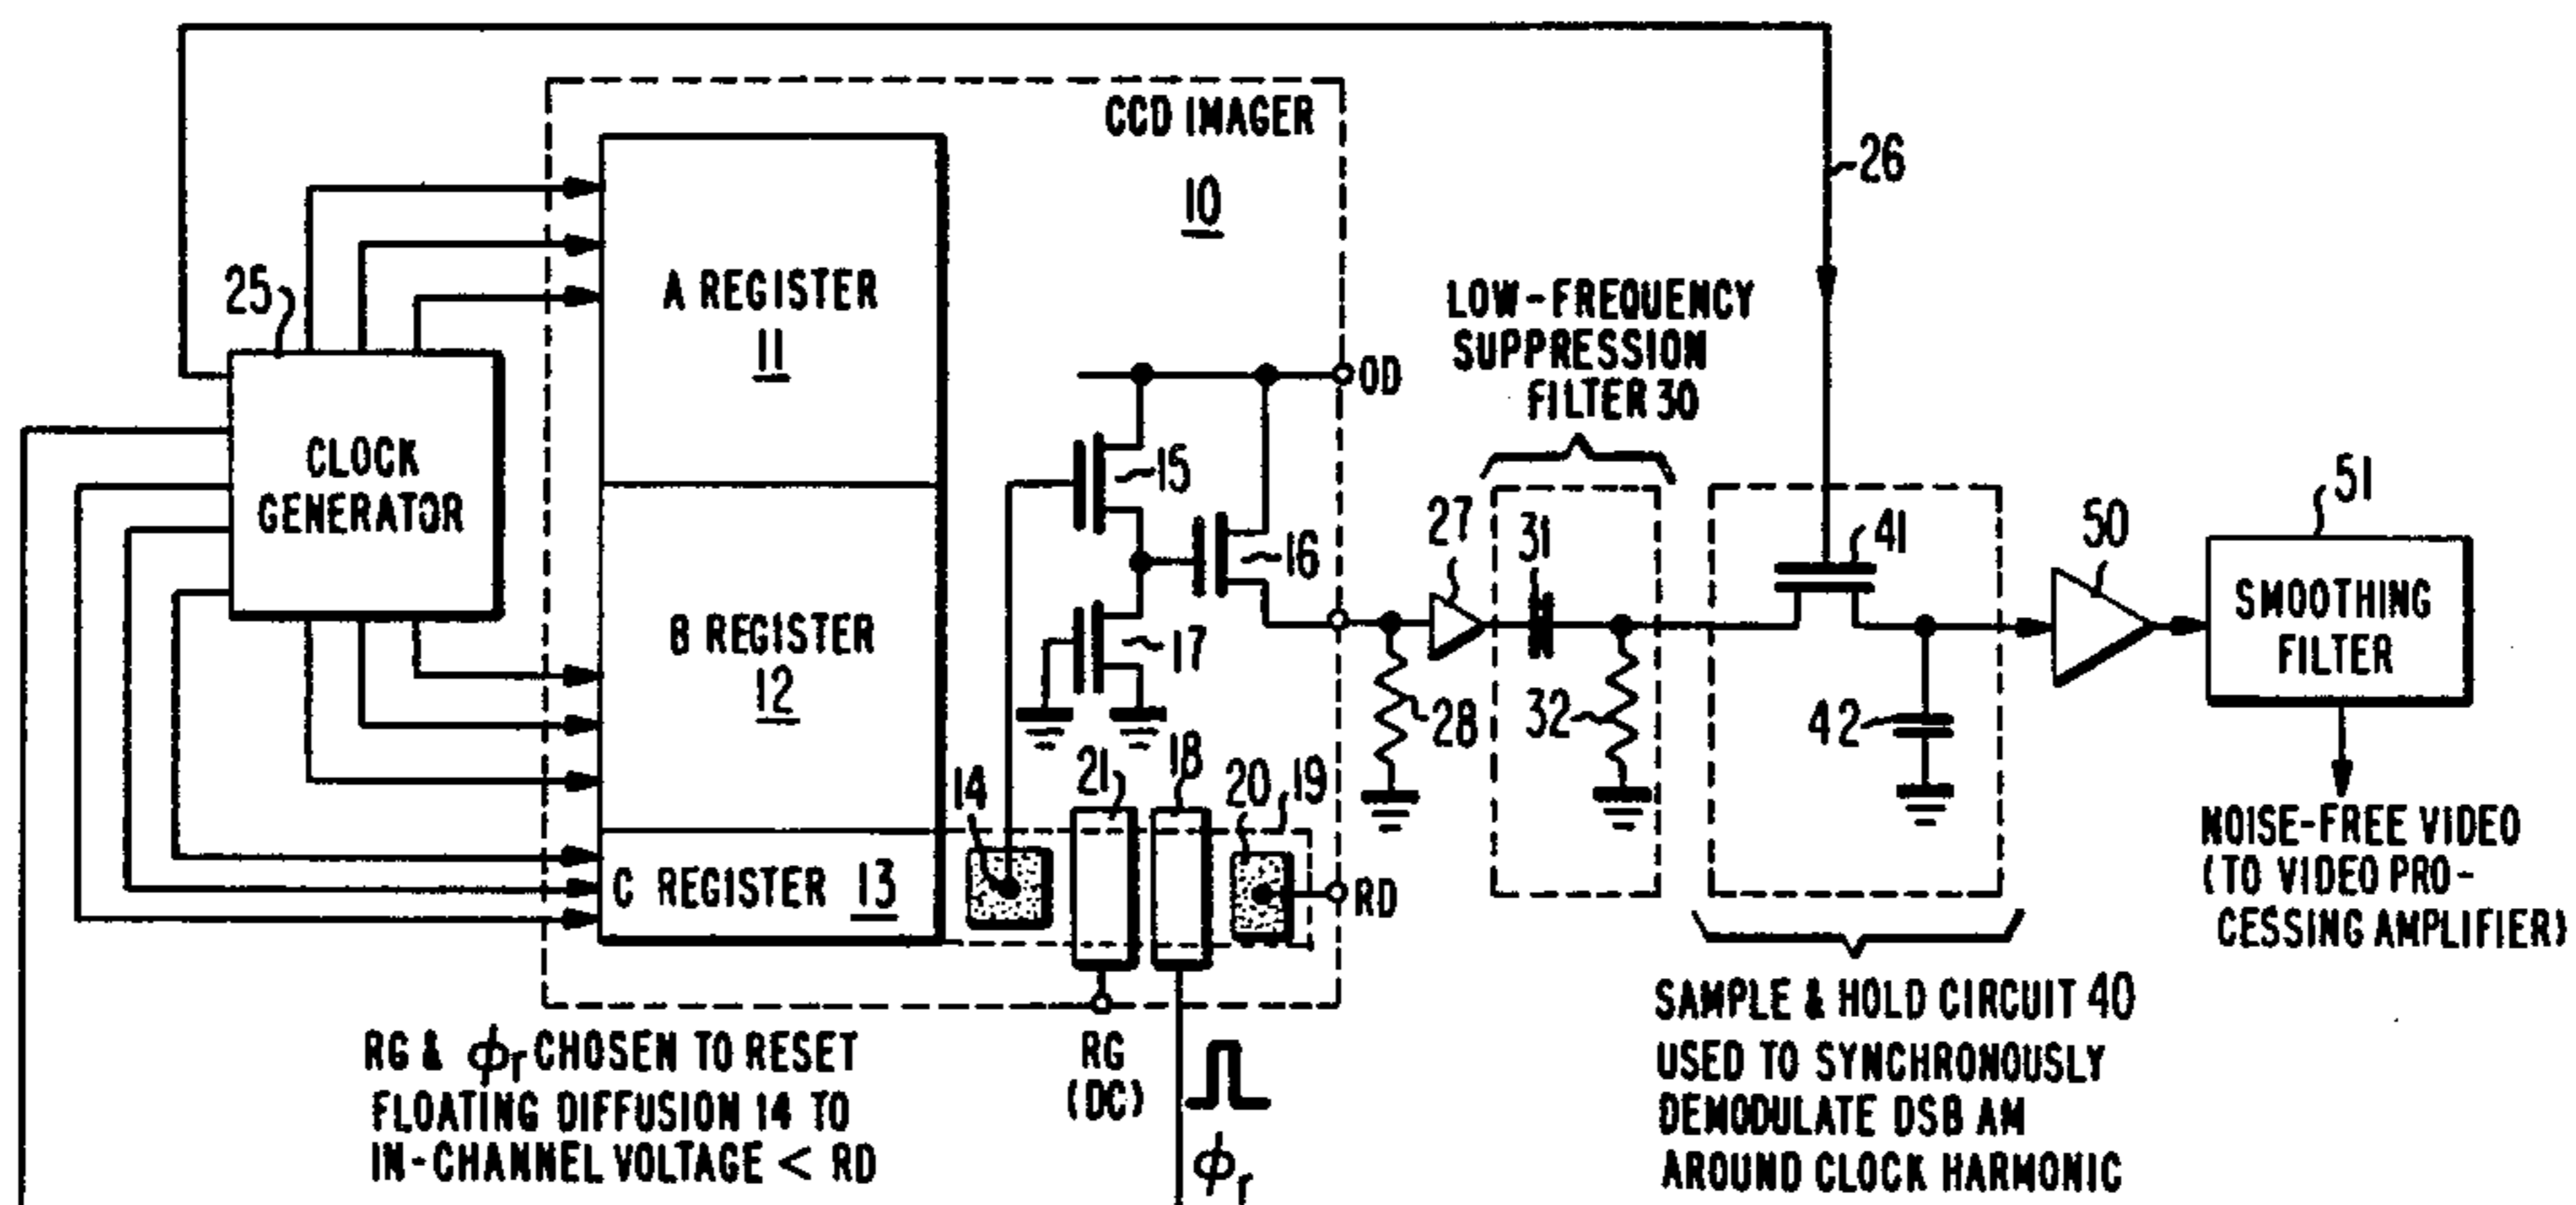 CCD IMAGER
10
26
25
A REGISTER
11
LOW-FREQUENCY
SUPPRESSION
FILTER 30
OD
CLOCK
GENERATOR
15
16
17
27
31
41
50
51
SMOOTHING
FILTER
B REGISTER
12
28
32
42
14
21
18
20
19
C REGISTER 13
RD
NOISE-FREE VIDEO
(TO VIDEO PRO-
CESSING AMPLIFIER)
RG & ϕr CHOSEN TO RESET
FLOATING DIFFUSION 14 TO
IN-CHANNEL VOLTAGE < RD
RG
(DC)
ϕr
SAMPLE & HOLD CIRCUIT 40
USED TO SYNCHRONOUSLY
DEMODULATE DSB AM
AROUND CLOCK HARMONIC